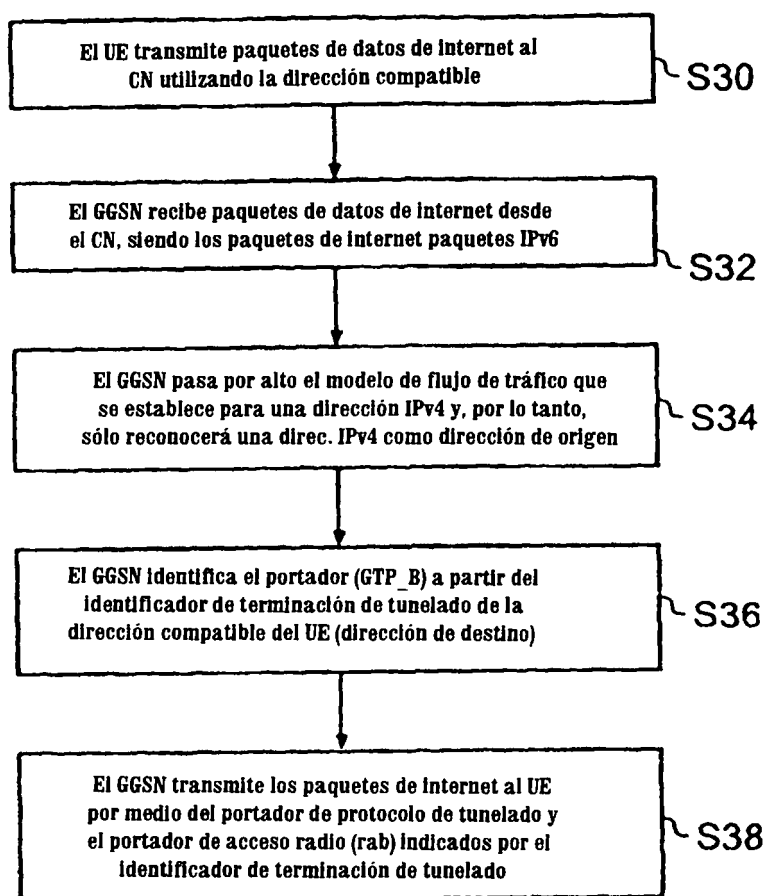 El UE transmite paquetes de datos de internet al
CN utilizando la dirección compatible
S30
El GGSN recibe paquetes de datos de internet desde
el CN, siendo los paquetes de internet paquetes IPv6
S32
El GGSN pasa por alto el modelo de flujo de tráfico que
se establece para una dirección IPv4 y, por lo tanto,
sólo reconocerá una direc. IPv4 como dirección de origen
S34
El GGSN identifica el portador (GTP_B) a partir del
identificador de terminación de tunelado de la
dirección compatible del UE (dirección de destino)
S36
El GGSN transmite los paquetes de internet al UE
por medio del portador de protocolo de tunelado y
el portador de acceso radio (rab) indicados por el
identificador de terminación de tunelado
S38